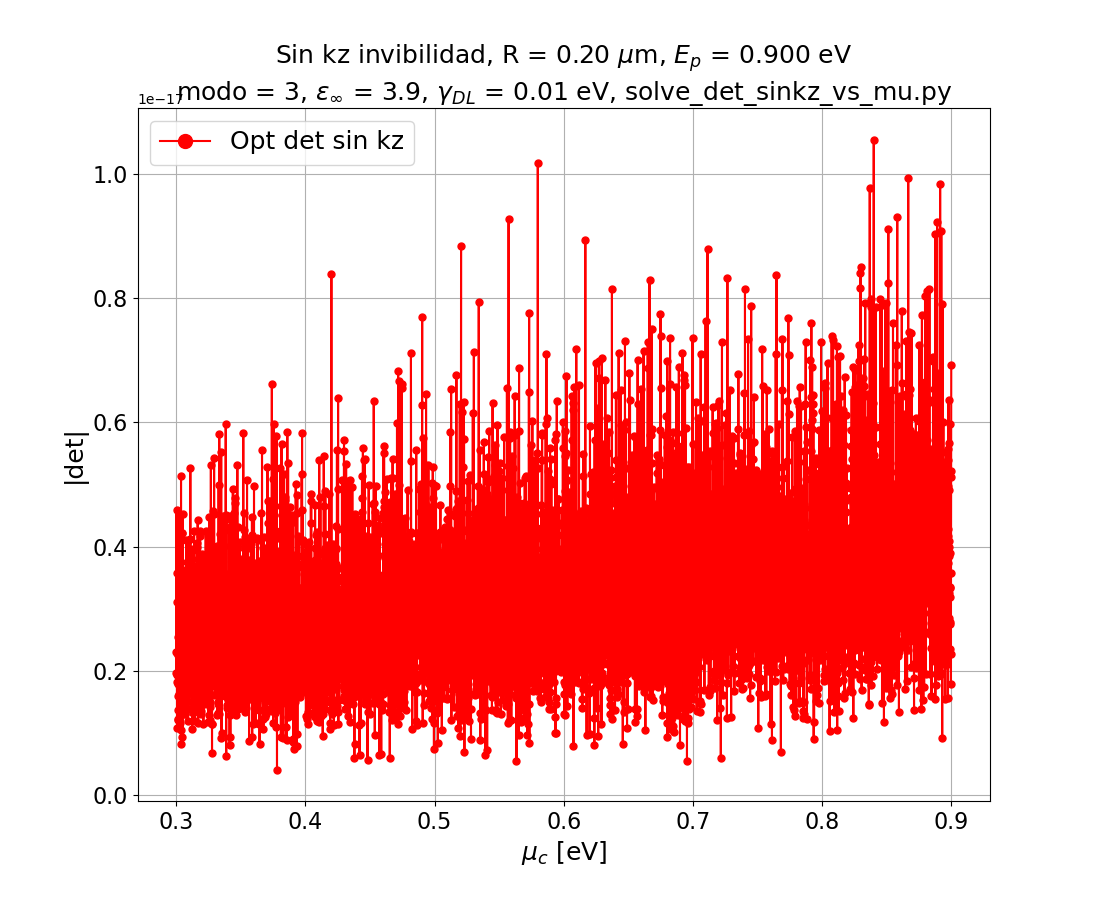 Sin kz invibilidad, R = 0.20 μm, $E_p$ = 0.900 eV
modo = 3, $ε_∞$ = 3.9, $γ_{DL}$ = 0.01 eV, solve_det_sinkz_vs_mu.py
1e−17
Opt det sin kz
1.0
0.8
0.6
0.4
0.2
0.0
|det|
0.3 0.4 0.5 0.6 0.7 0.8 0.9
$μ_c$ [eV]